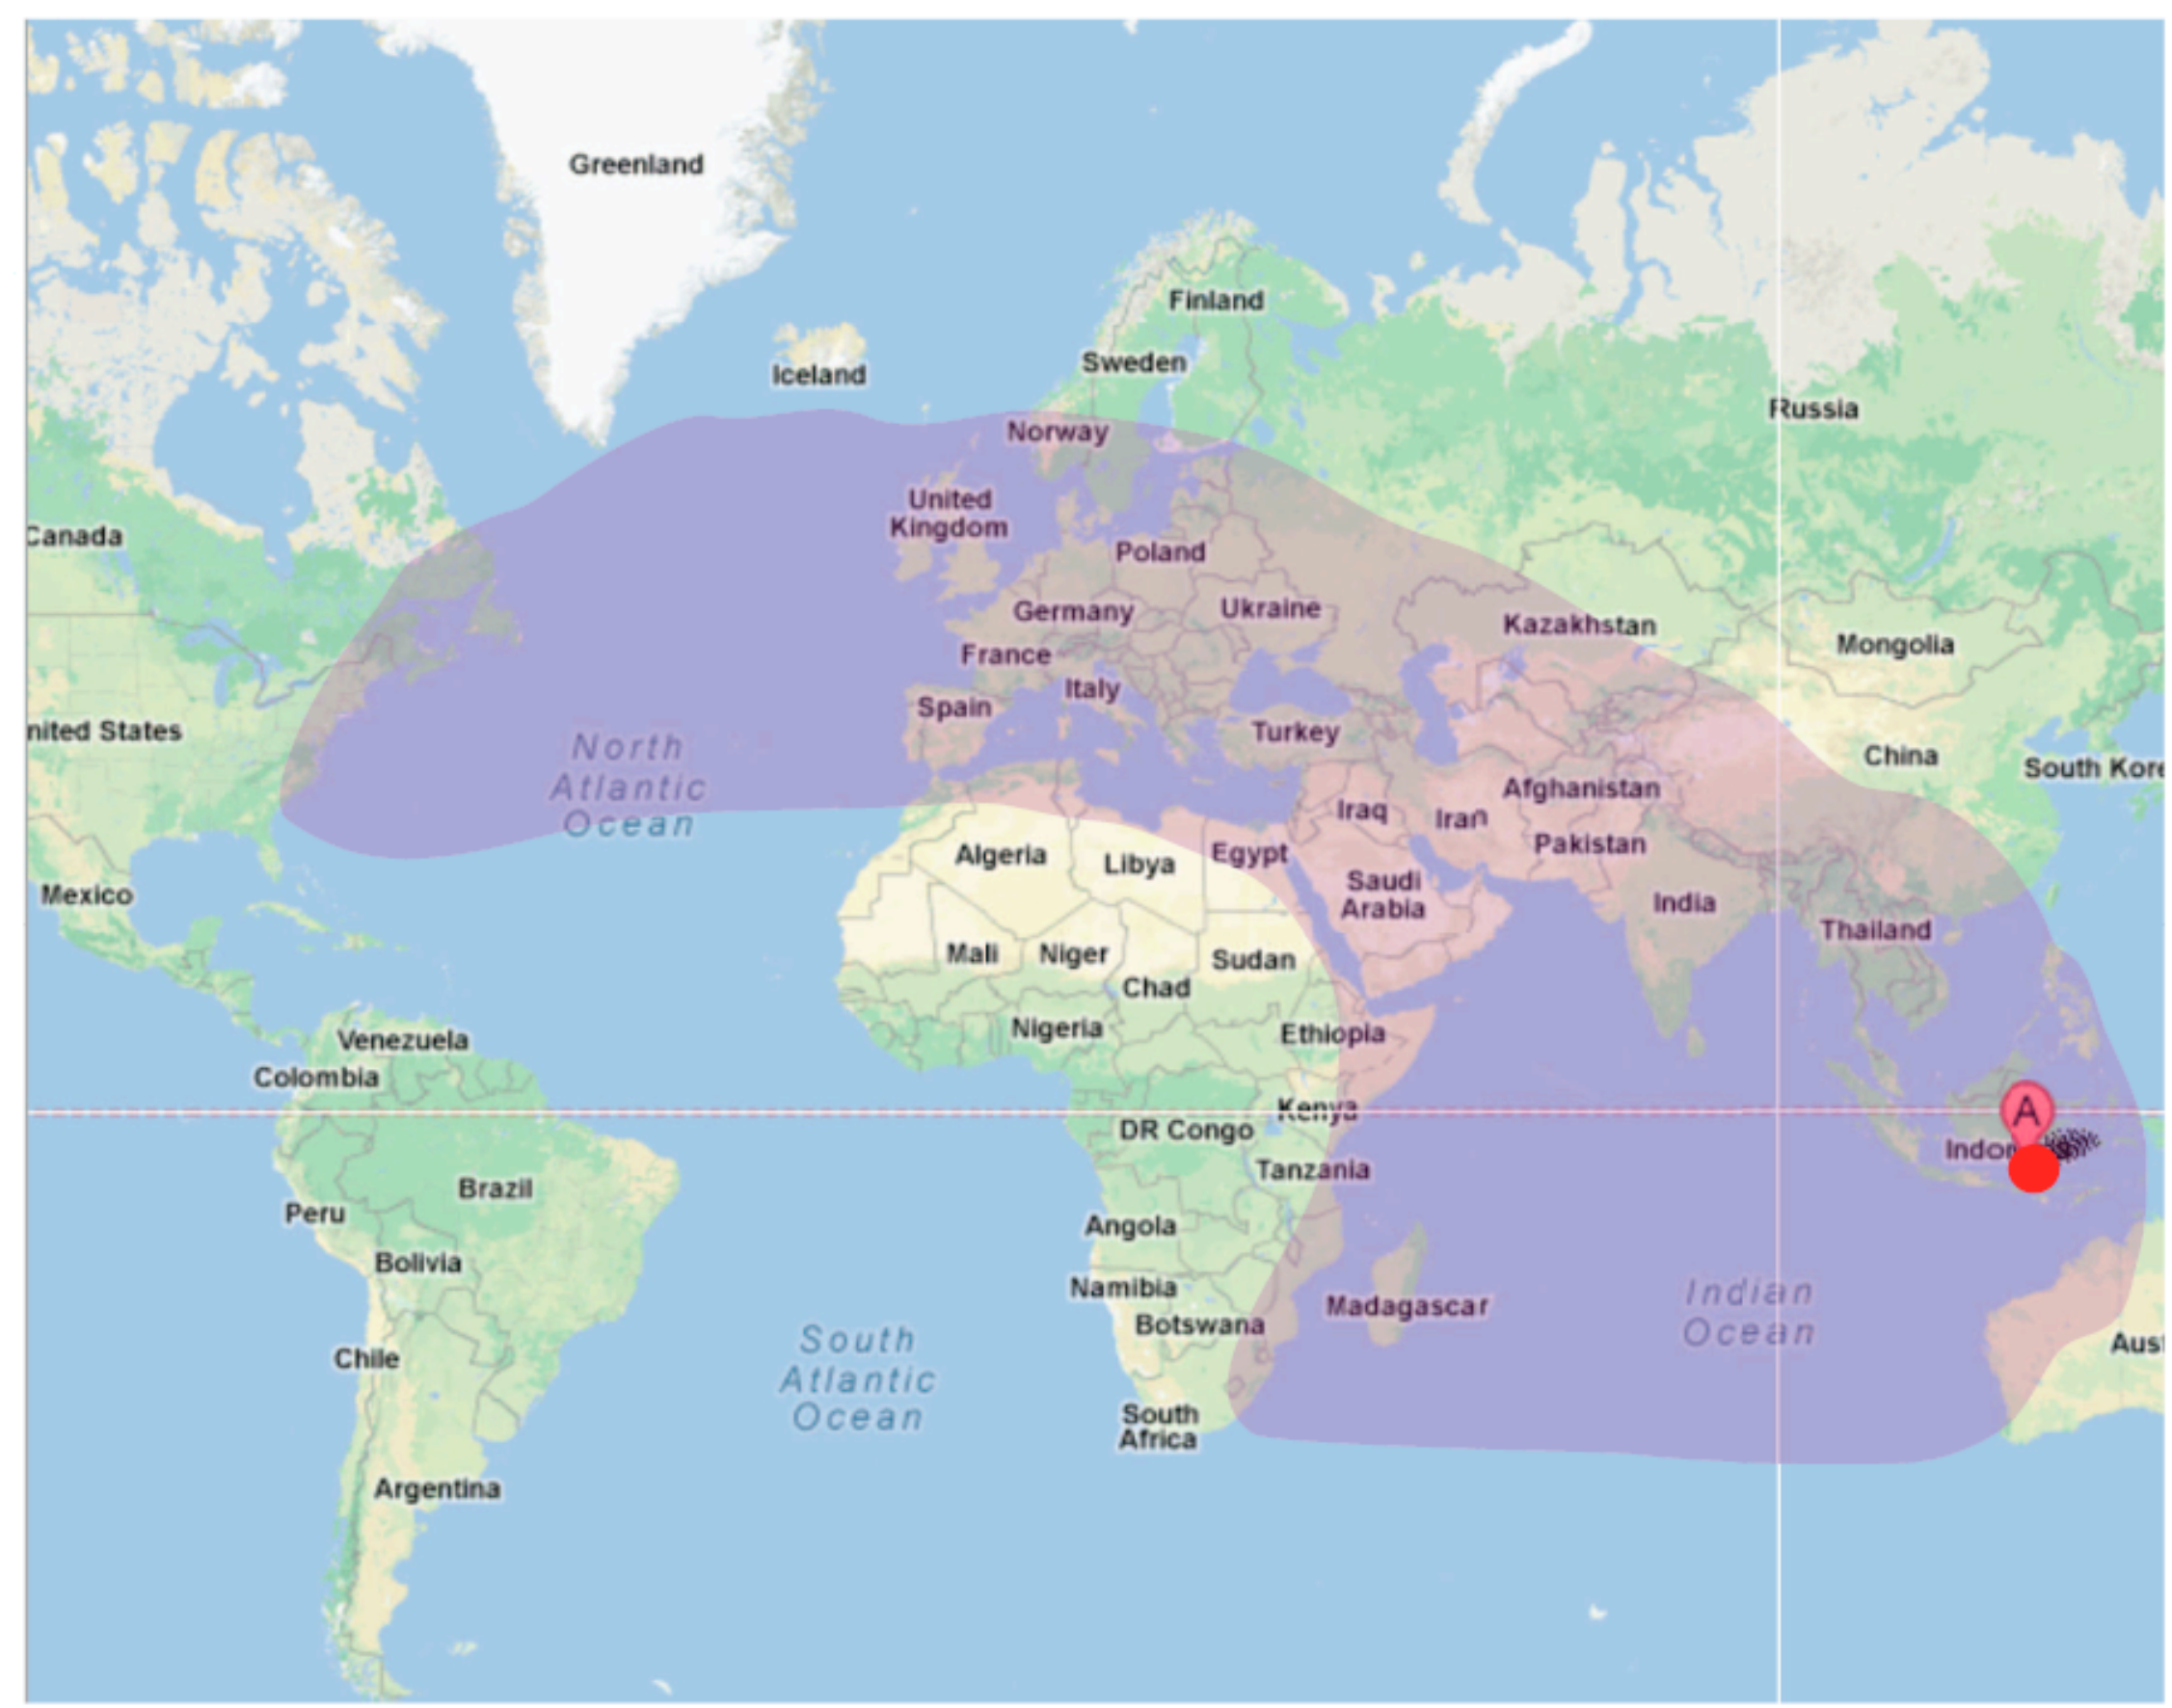 Greenland
Finland
Sweden
Iceland
Russia
Norway
United
Kingdom
Canada
Poland
Germany
Ukraine
Kazakhstan
Mongolia
France
Italy
Spain
nited States
Turkey
North
Atlantic
Ocean
China
South Kore
Afghanistan
Iraq
Iran
Pakistan
Algeria
Libya
Egypt
Saudi
Arabia
Mexico
India
Thailand
Mali
Niger
Sudan
Chad
Nigeria
Ethiopia
Venezuela
Colombia
Kenya
A
DR Congo
Indon
Tanzania
Brazil
Peru
Angola
Bolivia
Namibia
Madagascar
Indian
Ocean
Botswana
South
Atlantic
Ocean
Chile
Aus
South
Africa
Argentina